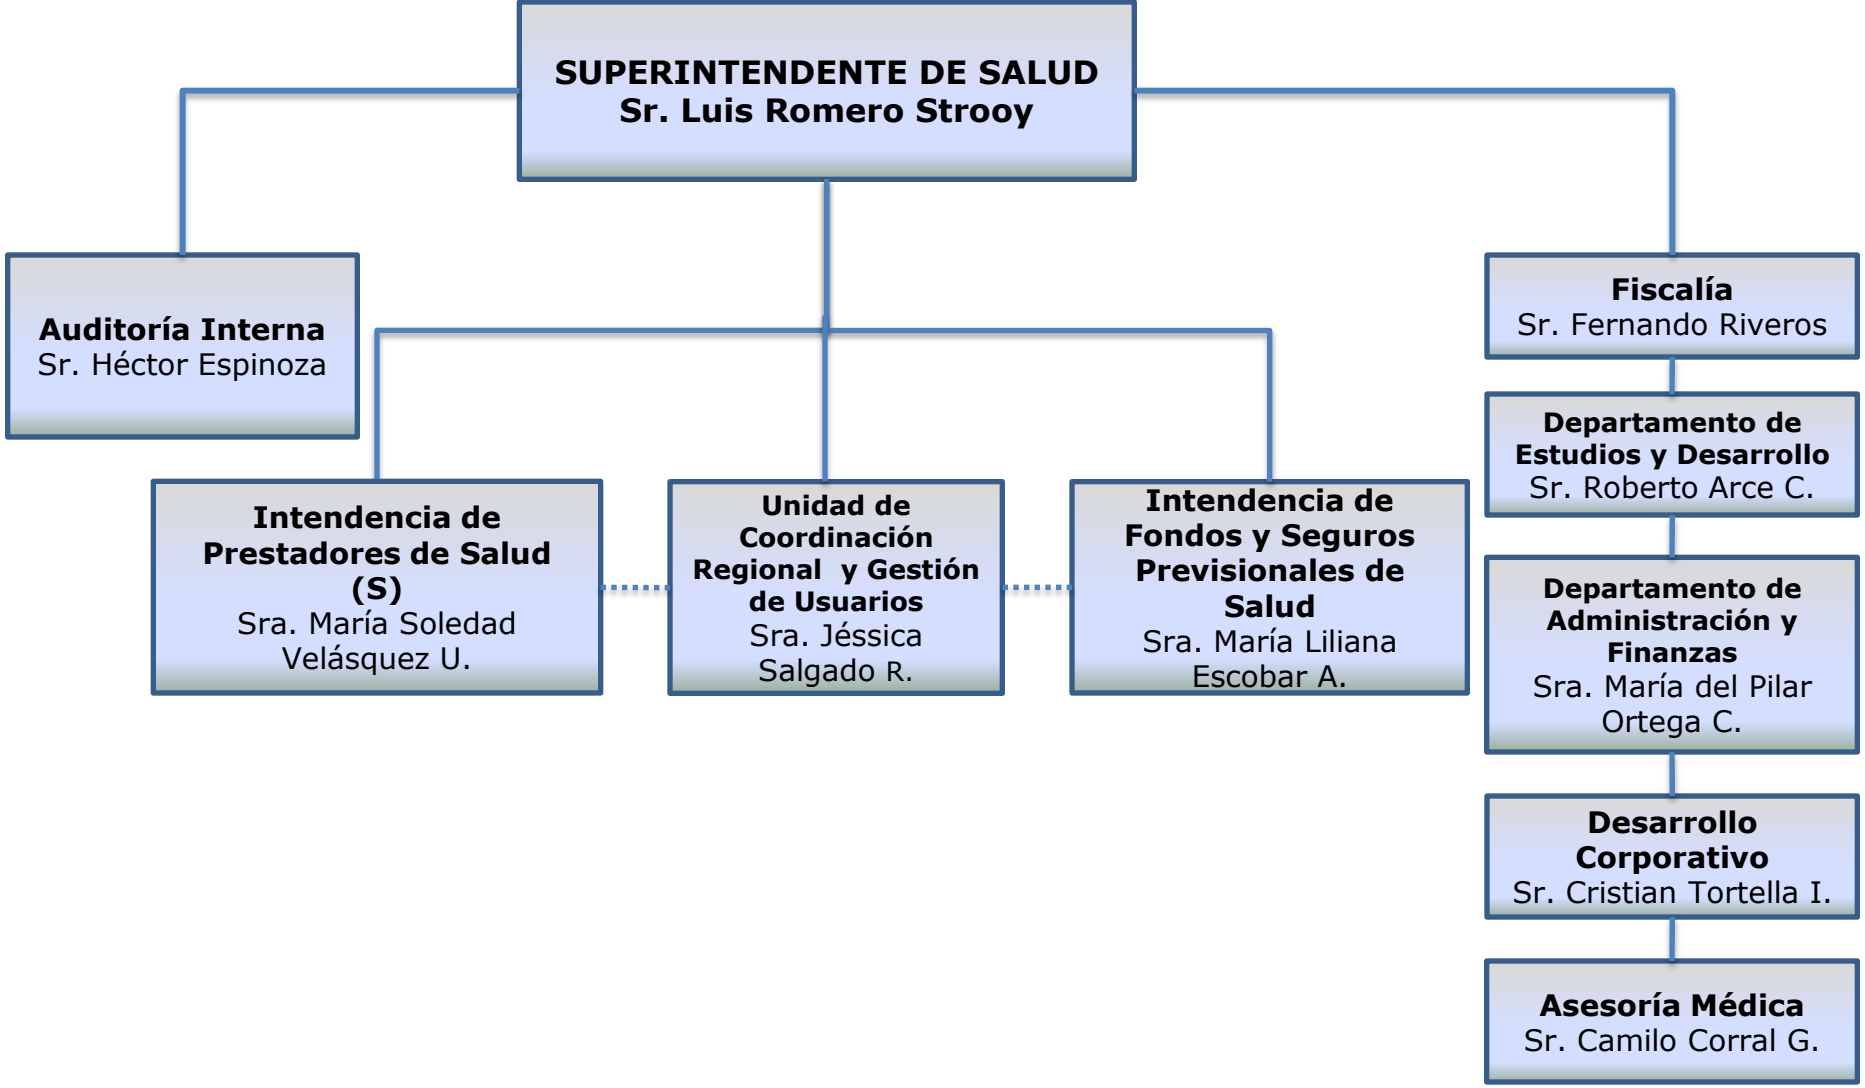 SUPERINTENDENTE DE SALUD
Sr. Luis Romero Strooy
Auditoría Interna
Sr. Héctor Espinoza
Intendencia de
Prestadores de Salud
(S)
Sra. María Soledad
Velásquez U.
Unidad de
Coordinación
Regional y Gestión
de Usuarios
Sra. Jéssica
Salgado R.
Intendencia de
Fondos y Seguros
Previsionales de
Salud
Sra. María Liliana
Escobar A.
Fiscalía
Sr. Fernando Riveros
Departamento de
Estudios y Desarrollo
Sr. Roberto Arce C.
Departamento de
Administración y
Finanzas
Sra. María del Pilar
Ortega C.
Desarrollo
Corporativo
Sr. Cristian Tortella I.
Asesoría Médica
Sr. Camilo Corral G.